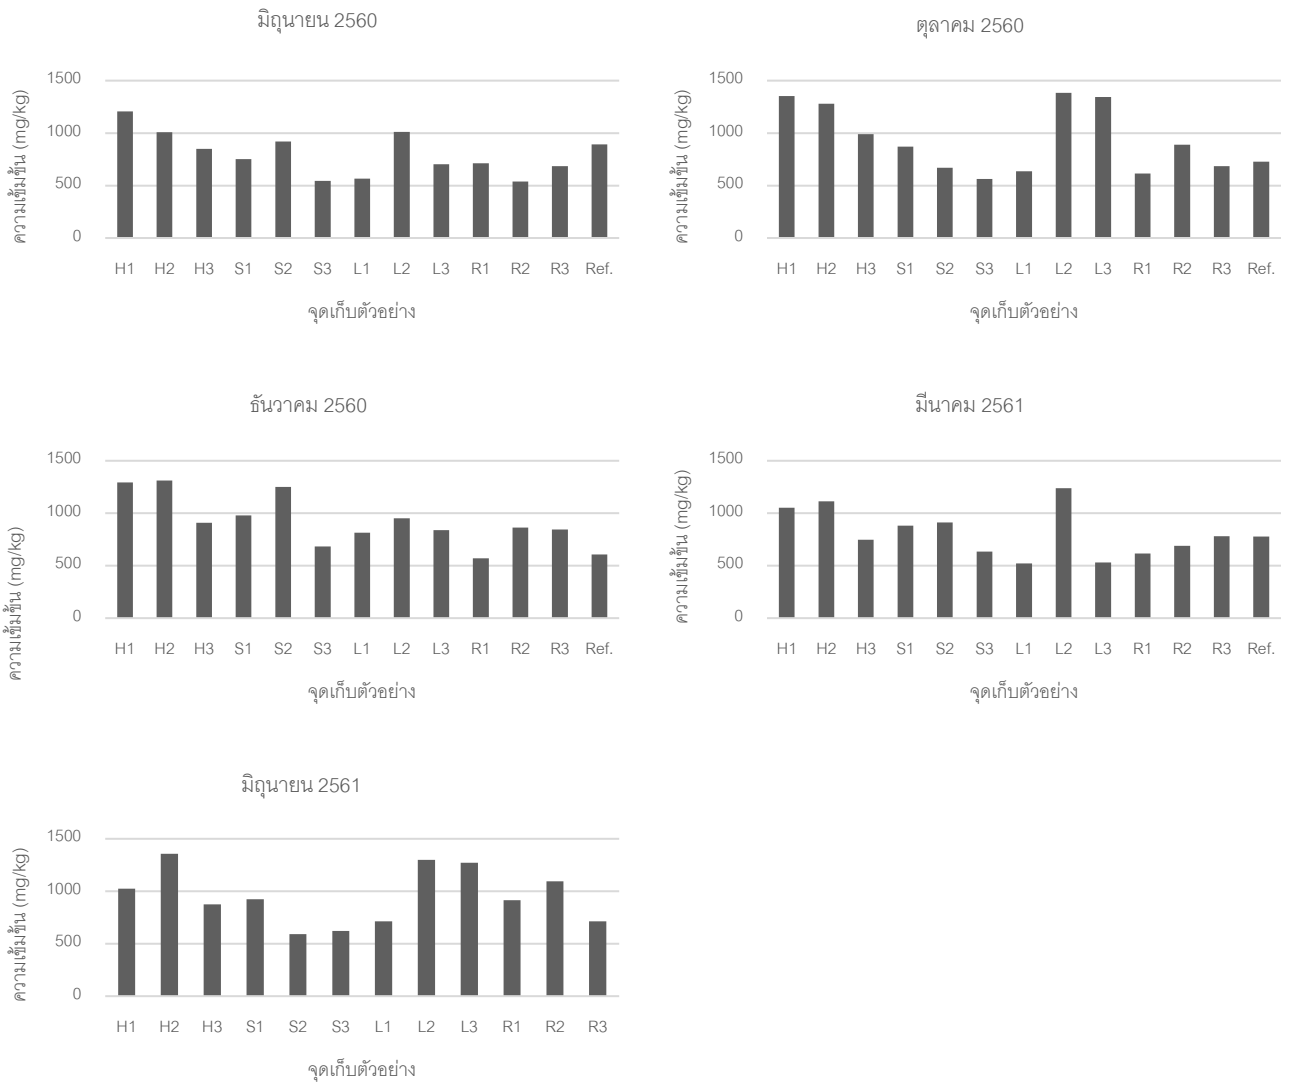 มิถุนายน 2560
ความเข้มข้น (mg/kg)
1500
1000
500
0
H1 H2 H3 S1 S2 S3 L1 L2 L3 R1 R2 R3 Ref.
จุดเก็บตัวอย่าง
ตุลาคม 2560
ความเข้มข้น (mg/kg)
1500
1000
500
0
H1 H2 H3 S1 S2 S3 L1 L2 L3 R1 R2 R3 Ref.
จุดเก็บตัวอย่าง
ธันวาคม 2560
ความเข้มข้น (mg/kg)
1500
1000
500
0
H1 H2 H3 S1 S2 S3 L1 L2 L3 R1 R2 R3 Ref.
จุดเก็บตัวอย่าง
มีนาคม 2561
ความเข้มข้น (mg/kg)
1500
1000
500
0
H1 H2 H3 S1 S2 S3 L1 L2 L3 R1 R2 R3 Ref.
จุดเก็บตัวอย่าง
มิถุนายน 2561
ความเข้มข้น (mg/kg)
1500
1000
500
0
H1 H2 H3 S1 S2 S3 L1 L2 L3 R1 R2 R3
จุดเก็บตัวอย่าง